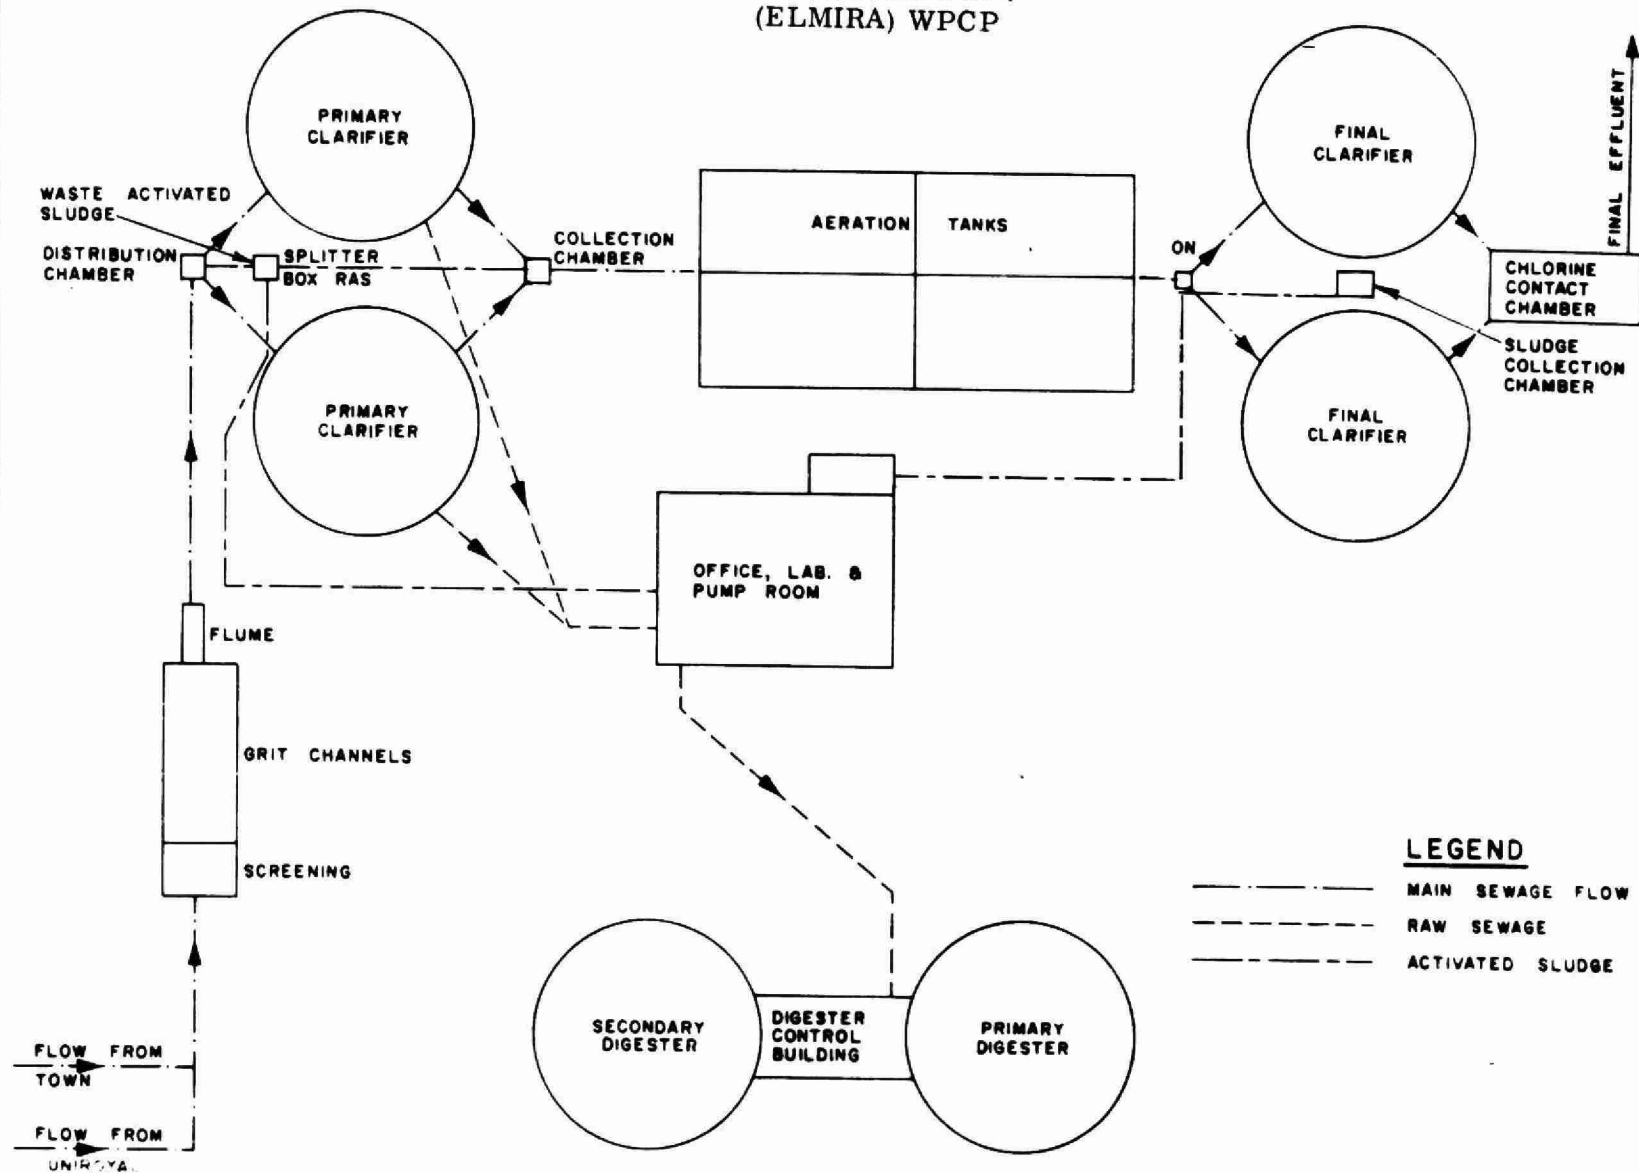 (ELMIRA) WPCP
PRIMARY
CLARIFIER
FINAL
CLARIFIER
FINAL EFFLUENT
WASTE ACTIVATED
SLUDGE
AERATION TANKS
DISTRIBUTION
CHAMBER
SPLITTER
BOX RAS
COLLECTION
CHAMBER
ON
CHLORINE
CONTACT
CHAMBER
SLUDGE
COLLECTION
CHAMBER
PRIMARY
CLARIFIER
FINAL
CLARIFIER
OFFICE, LAB. &
PUMP ROOM
FLUME
GRIT CHANNELS
SCREENING
LEGEND
MAIN SEWAGE FLOW
RAW SEWAGE
ACTIVATED SLUDGE
SECONDARY
DIGESTER
DIGESTER
CONTROL
BUILDING
PRIMARY
DIGESTER
FLOW FROM
TOWN
FLOW FROM
UNIROYAL